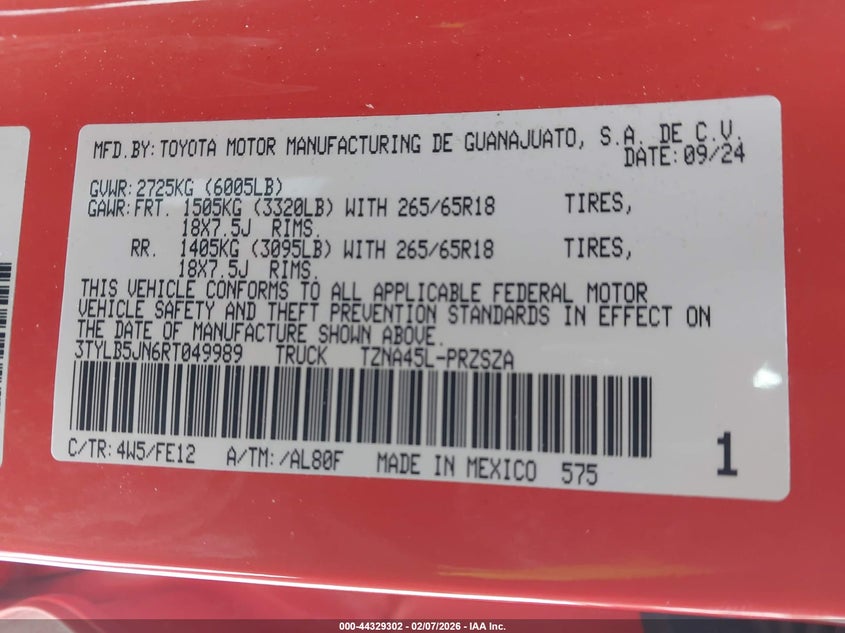 MFD.BY:TOYOTA MOTOR MANUFACTURING DE GUANAJUATO, S.A. DE C.V.
DATE:09/24
GVWR:2725KG (6005LB)
GAWR:FRT. 1505KG (3320LB) WITH 265/65R18 TIRES,
18X7.5J RIMS.
RR. 1405KG (3095LB) WITH 265/65R18 TIRES,
18X7.5J RIMS.
THIS VEHICLE CONFORMS TO ALL APPLICABLE FEDERAL MOTOR
VEHICLE SAFETY AND THEFT PREVENTION STANDARDS IN EFFECT ON
THE DATE OF MANUFACTURE SHOWN ABOVE.
3TYLB5JN6RT049989 TRUCK TZNA45L-PRZSZA
C/TR:4W5/FE12 A/TM:/AL80F MADE IN MEXICO 575 1
000-44329302 - 02/07/2026 - IAA Inc.